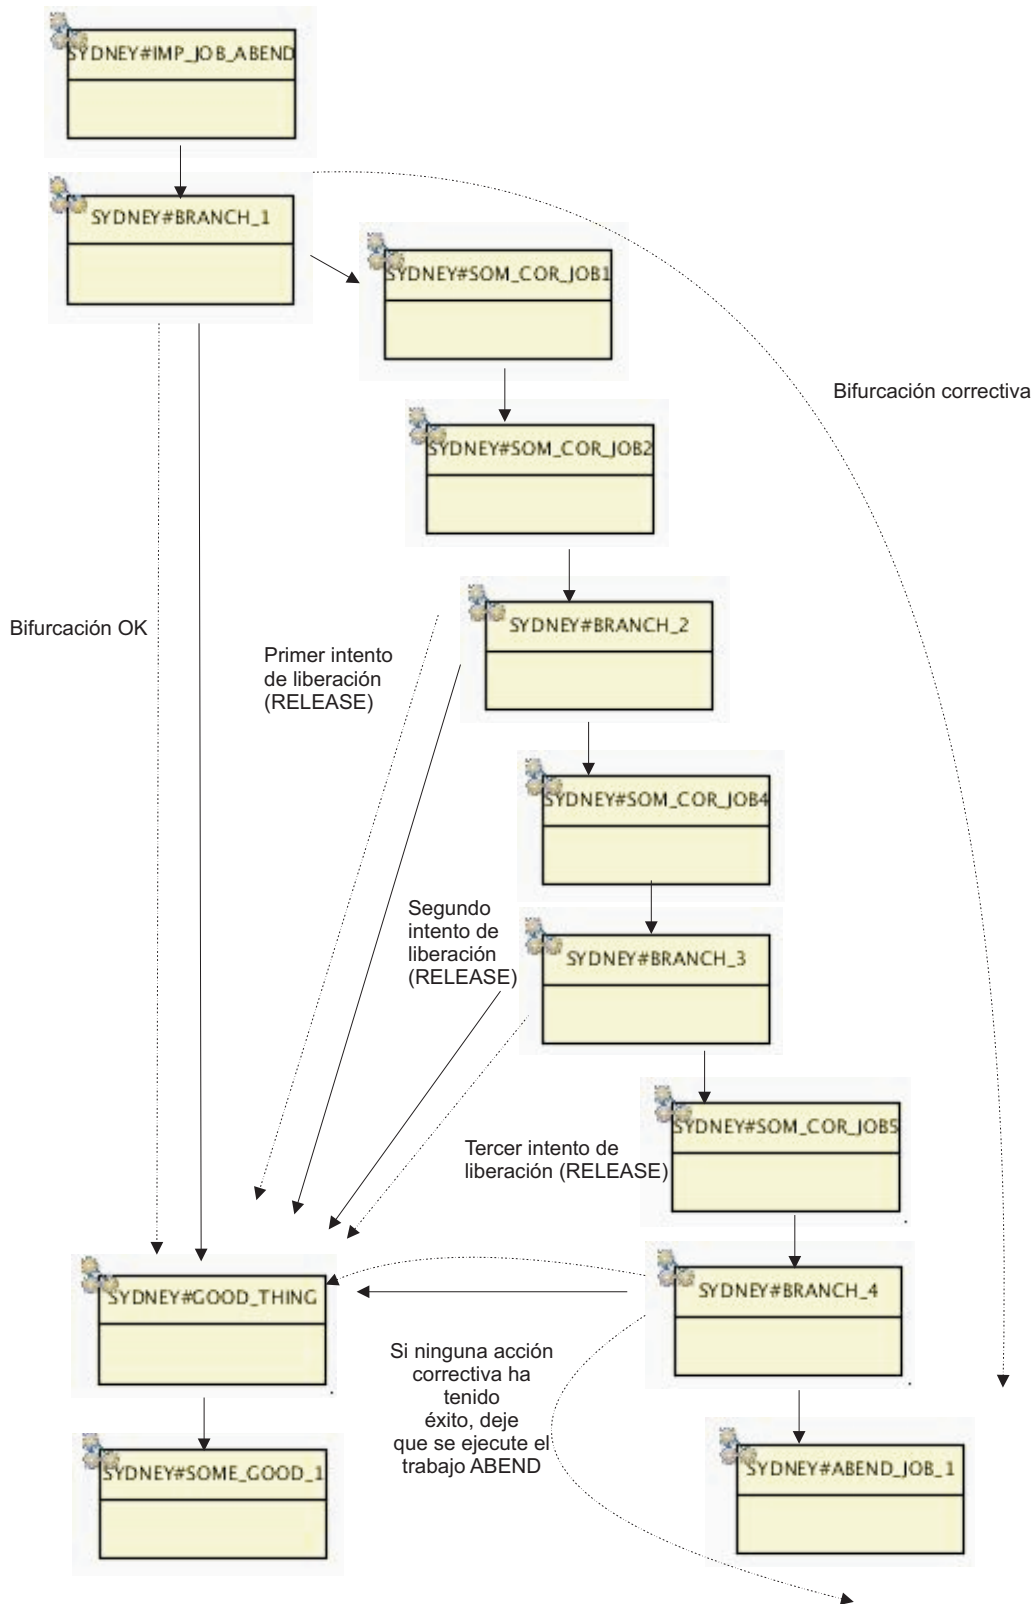 SYDNEY#IMP_JOB_ABEND
SYDNEY#BRANCH_1
SYDNEY#SOM_COR_JOB1
Bifurcación correctiva
SYDNEY#SOM_COR_JOB2
Bifurcación OK
SYDNEY#BRANCH_2
Primer intento
de liberación
(RELEASE)
SYDNEY#SOM_COR_JOB4
Segundo
intento de
liberación
(RELEASE)
SYDNEY#BRANCH_3
SYDNEY#SOM_COR_JOB5
Tercer intento de
liberación (RELEASE)
SYDNEY#GOOD_THING
SYDNEY#BRANCH_4
Si ninguna acción
correctiva ha
tenido
éxito, deje
que se ejecute el
trabajo ABEND
SYDNEY#SOME_GOOD_1
SYDNEY#ABEND_JOB_1